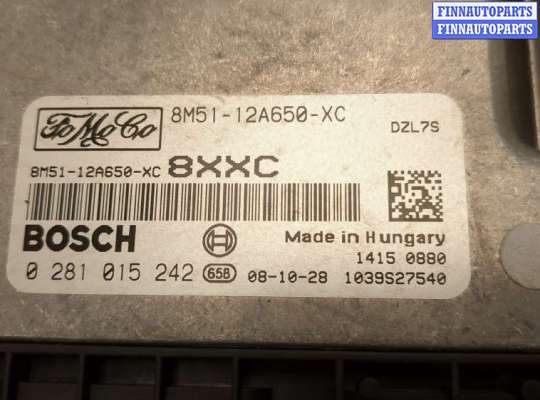 FINNAUTOPARTS
FINNAUTOPARTS
FoMoCo
8M51-12A650-XC
DZL7S
8M51-12A650-XC 8XXC
BOSCH
Made in Hungary
1415 0880
0 281 015 242 658 08-10-28 1039S27540